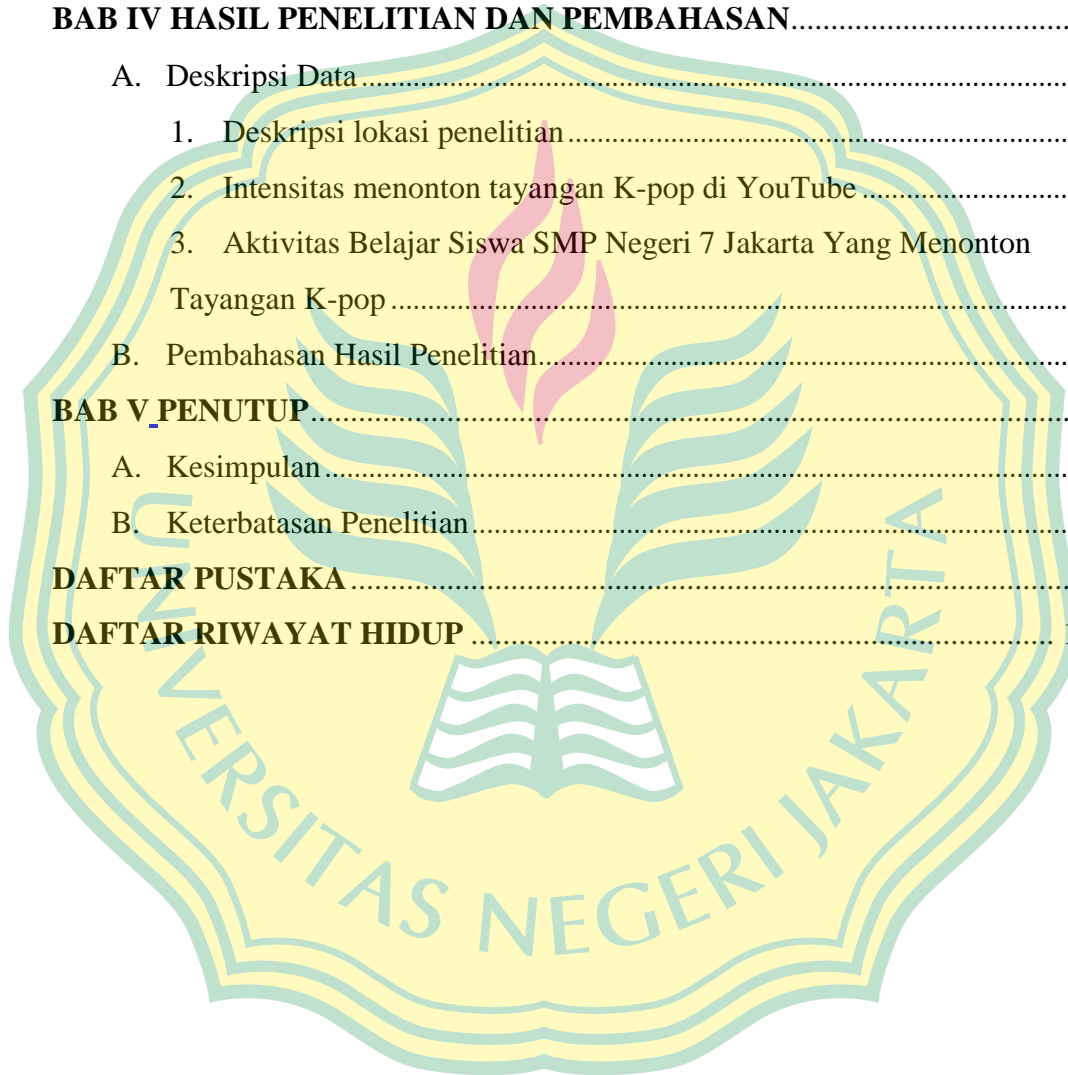 BAB IV HASIL PENELITIAN DAN PEMBAHASAN....................................
A. Deskripsi Data.........................................................................................
1. Deskripsi lokasi penelitian...............................................................
2. Intensitas menonton tayangan K-pop di YouTube..........................
3. Aktivitas Belajar Siswa SMP Negeri 7 Jakarta Yang Menonton
Tayangan K-pop.....................................................................................
B. Pembahasan Hasil Penelitian..................................................................
BAB V PENUTUP..............................................................................................
A. Kesimpulan..............................................................................................
B. Keterbatasan Penelitian...........................................................................
DAFTAR PUSTAKA..........................................................................................
DAFTAR RIWAYAT HIDUP ........................................................................
UNIVERSITAS NEGERI JAKARTA